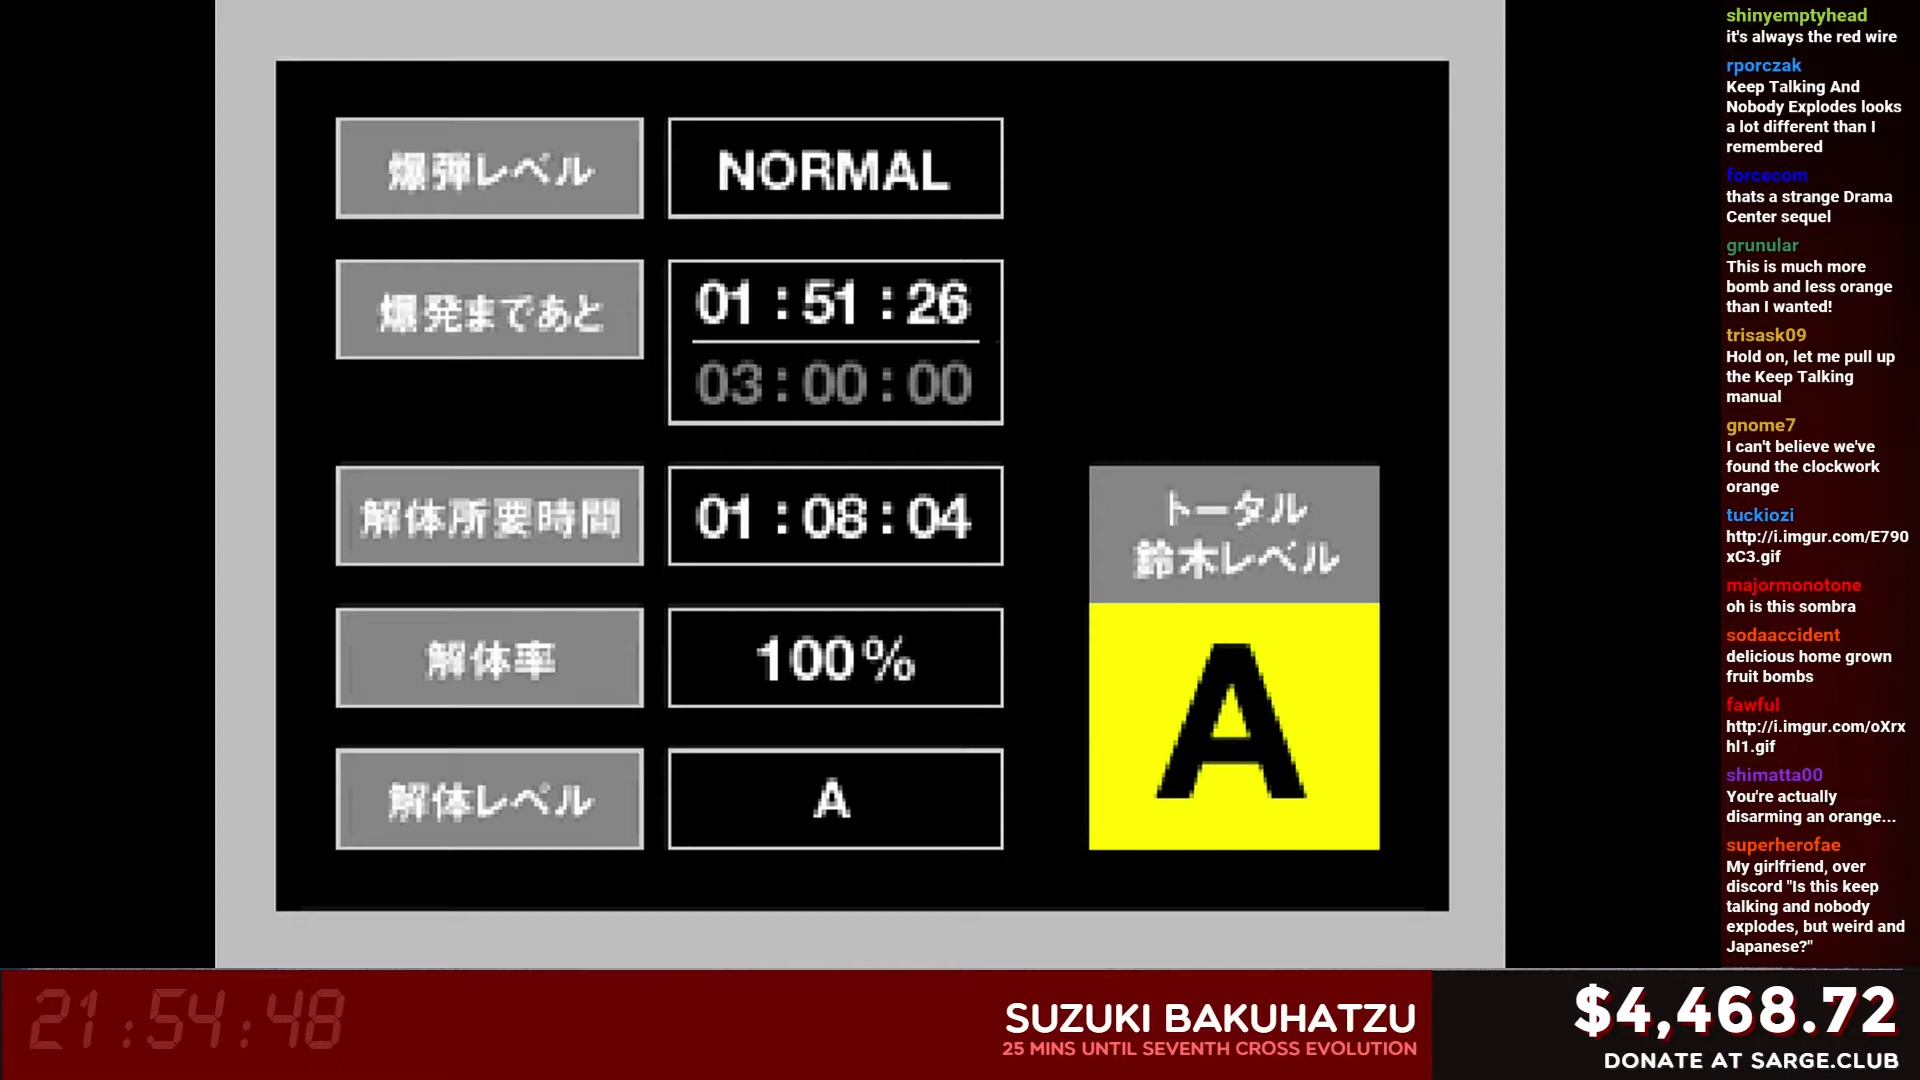 爆弾レベル
NORMAL
爆発まであと
01:51:26
03:00:00
解体所要時間
01:08:04
解体率
100%
解体レベル
A
トータル
鈴木レベル
A
shinyemptyhead
it's always the red wire
rporczak
Keep Talking And
Nobody Explodes looks
a lot different than I
remembered
forcecom
thats a strange Drama
Center sequel
grunular
This is much more
bomb and less orange
than I wanted!
trisask09
Hold on, let me pull up
the Keep Talking
manual
gnome7
I can't believe we've
found the clockwork
orange
tuckiozi
http://i.imgur.com/E790
xC3.gif
majormonotone
oh is this sombra
sodaaccident
delicious home grown
fruit bombs
fawful
http://i.imgur.com/oXrx
hl1.gif
shimatta00
You're actually
disarming an orange...
superherofae
My girlfriend, over
discord "Is this keep
talking and nobody
explodes, but weird and
Japanese?"
21:54:48
SUZUKI BAKUHATZU
25 MINS UNTIL SEVENTH CROSS EVOLUTION
$4,468.72
DONATE AT SARGE.CLUB